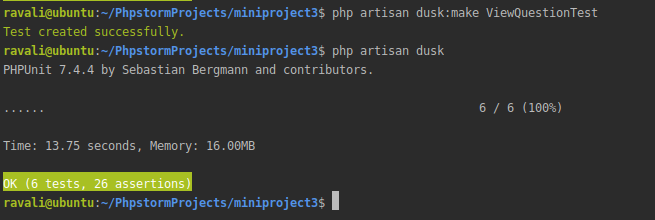 ravali@ubuntu:~/PhpstormProjects/miniproject3$ php artisan dusk:make ViewQuestionTest
Test created successfully.
ravali@ubuntu:~/PhpstormProjects/miniproject3$ php artisan dusk
PHPUnit 7.4.4 by Sebastian Bergmann and contributors.
...... 6 / 6 (100%)
Time: 13.75 seconds, Memory: 16.00MB
OK (6 tests, 26 assertions)
ravali@ubuntu:~/PhpstormProjects/miniproject3$